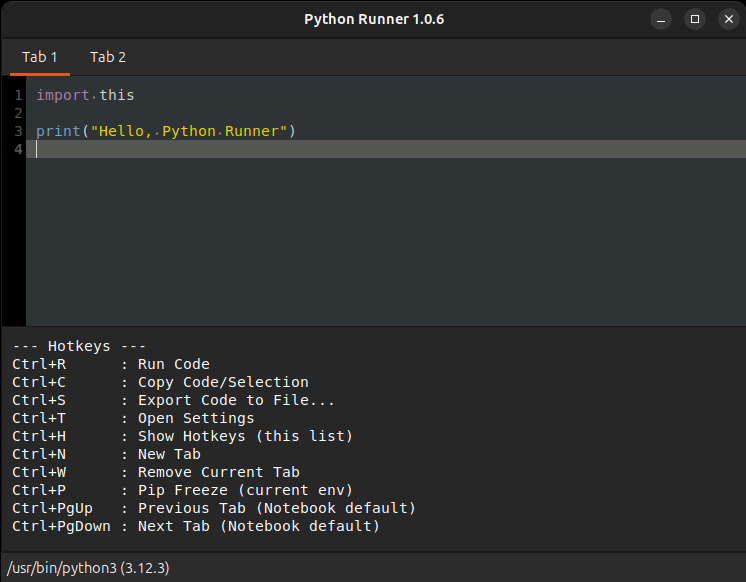 Python Runner 1.0.6
Tab 1 Tab 2
1 import·this
2
3 print("Hello,·Python·Runner")
4
--- Hotkeys ---
Ctrl+R      : Run Code
Ctrl+C      : Copy Code/Selection
Ctrl+S      : Export Code to File...
Ctrl+T      : Open Settings
Ctrl+H      : Show Hotkeys (this list)
Ctrl+N      : New Tab
Ctrl+W      : Remove Current Tab
Ctrl+P      : Pip Freeze (current env)
Ctrl+PgUp   : Previous Tab (Notebook default)
Ctrl+PgDown : Next Tab (Notebook default)
/usr/bin/python3 (3.12.3)